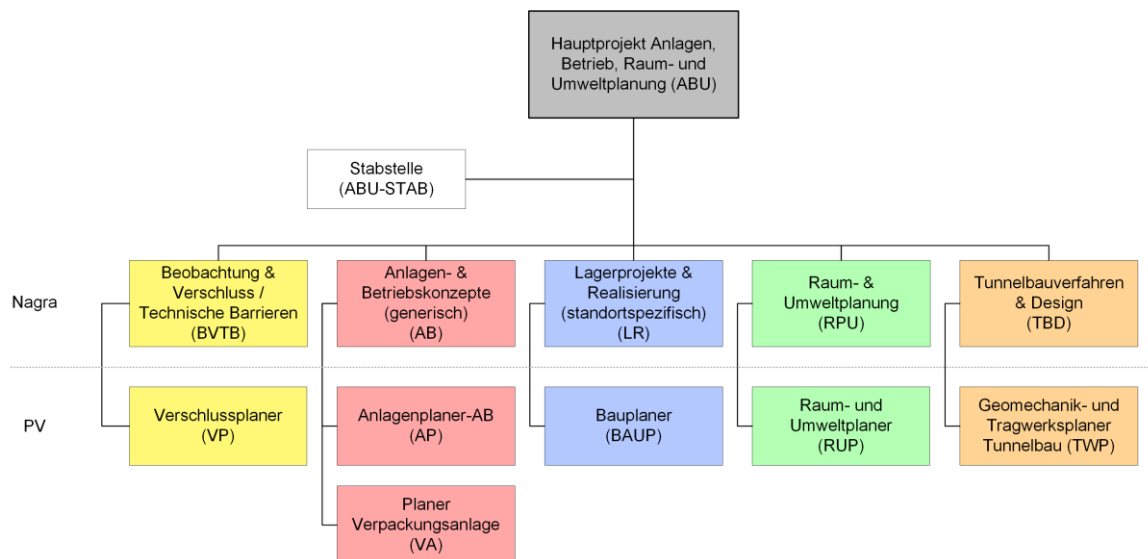 Hauptprojekt Anlagen,
Betrieb, Raum- und
Umweltplanung (ABU)
Stabstelle
(ABU-STAB)
Nagra
Beobachtung &
Verschluss /
Technische Barrieren
(BVTB)
Anlagen- &
Betriebskonzepte
(generisch)
(AB)
Lagerprojekte &
Realisierung
(standortspezifisch)
(LR)
Raum- &
Umweltplanung
(RPU)
Tunnelbauverfahren
& Design
(TBD)
PV
Verschlussplaner
(VP)
Anlagenplaner-AB
(AP)
Bauplaner
(BAUP)
Raum- und
Umweltplaner
(RUP)
Geomechanik- und
Tragwerksplaner
Tunnelbau (TWP)
Planer
Verpackungsanlage
(VA)